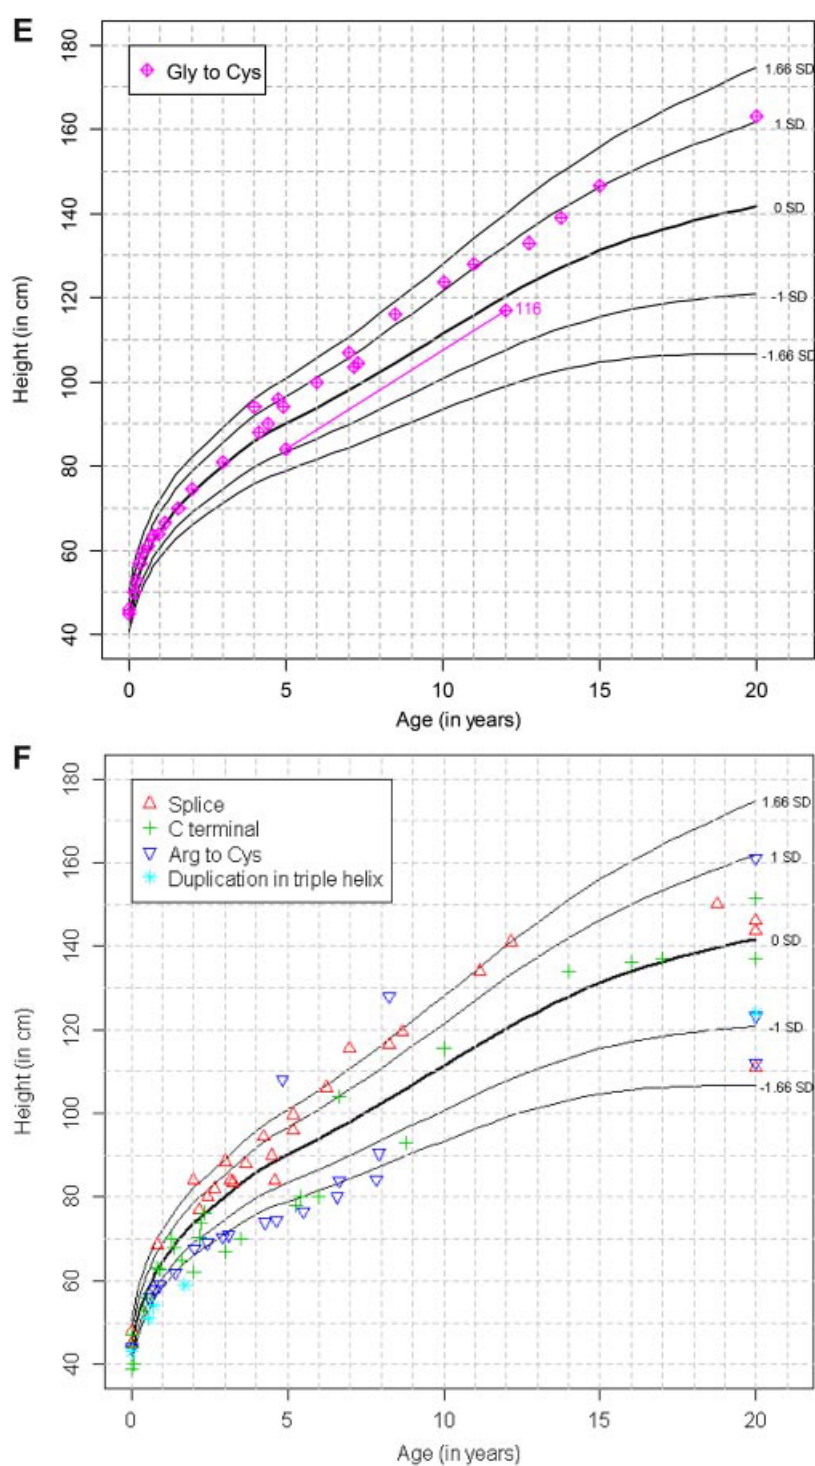 E
Gly to Cys
180
160
140
120
100
80
60
40
Height (in cm)
1.66 SD
1 SD
0 SD
-1 SD
-1.66 SD
116
0 5 10 15 20
Age (in years)
F
Splice
C terminal
Arg to Cys
Duplication in triple helix
180
160
140
120
100
80
60
40
Height (in cm)
1.66 SD
1 SD
0 SD
-1 SD
-1.66 SD
0 5 10 15 20
Age (in years)